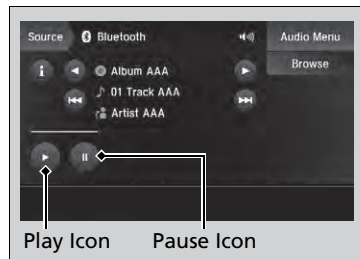 Source Bluetooth Audio Menu
Album AAA Browse
01 Track AAA
Artist AAA
Play Icon Pause Icon